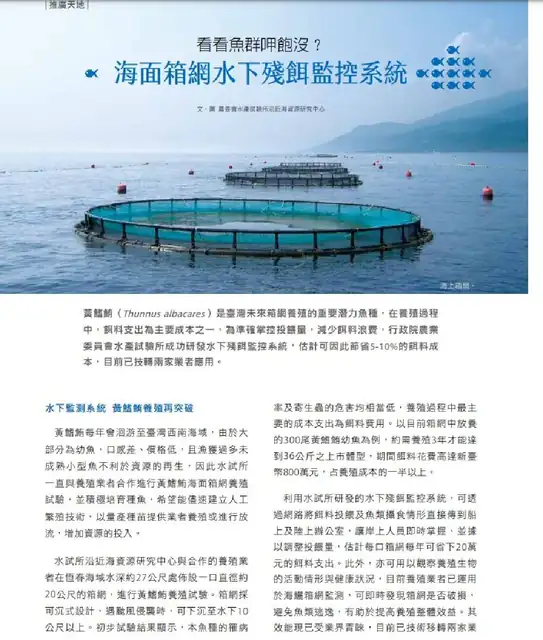 推廣天地
看看魚群呷飽沒？
海面箱網水下殘餌監控系統
文、圖 農委會水產試驗所沿近海資源研究中心
海上箱網。
黃鰭鮪（Thunnus albacares）是臺灣未來箱網養殖的重要潛力魚種，在養殖過程
中，飼料支出為主要成本之一，為準確掌控投餵量，減少飼料浪費，行政院農業
委員會水產試驗所成功研發水下殘餌監控系統，估計可因此節省5-10%的飼料成
本，目前已技轉兩家業者應用。
水下監測系統 黃鰭鮪養殖再突破
黃鰭鮪每年會洄游至臺灣西南海域，由於大
部分為幼魚，口感差、價格低，且漁獲過多未
成熟小型魚不利於資源的再生，因此水試所
一直與養殖業者合作進行黃鰭鮪海面箱網養殖
試驗，並積極培育種魚，希望能儘速建立人工
繁殖技術，以量產種苗提供業者養殖或進行放
流，增加資源的投入。
水試所沿近海資源研究中心與合作的養殖業
者在恆春海域水深約27公尺處佈設一口直徑約
20公尺的箱網，進行黃鰭鮪養殖試驗。箱網採
可沉式設計，遇颱風侵襲時，可下沉至水下10
公尺以上。初步試驗結果顯示，本魚種的罹病
率及寄生蟲的危害均相當低，養殖過程中最主
要的成本支出為飼料費用。以目前箱網中放養
的300尾黃鰭鮪幼魚為例，約需養殖3年才能達
到36公斤之上市體型，期間餌料花費高達新臺
幣800萬元，占養殖成本的一半以上。
利用水試所研發的水下殘餌監控系統，可透
過網路將餌料投餵及魚類攝食情形直接傳到船
上及陸上辦公室，讓岸上人員即時掌握，並據
以調整投餵量，估計每口箱網每年可省下20萬
元的餌料支出。此外，亦可用以觀察養殖生物
的活動情形與健康狀況，目前養殖業者已運用
於海鱺箱網監測，可即時發現箱網是否破損，
避免魚類逃逸，有助於提高養殖整體效益。其
效能現已受業界青睞，目前已技術移轉兩家業